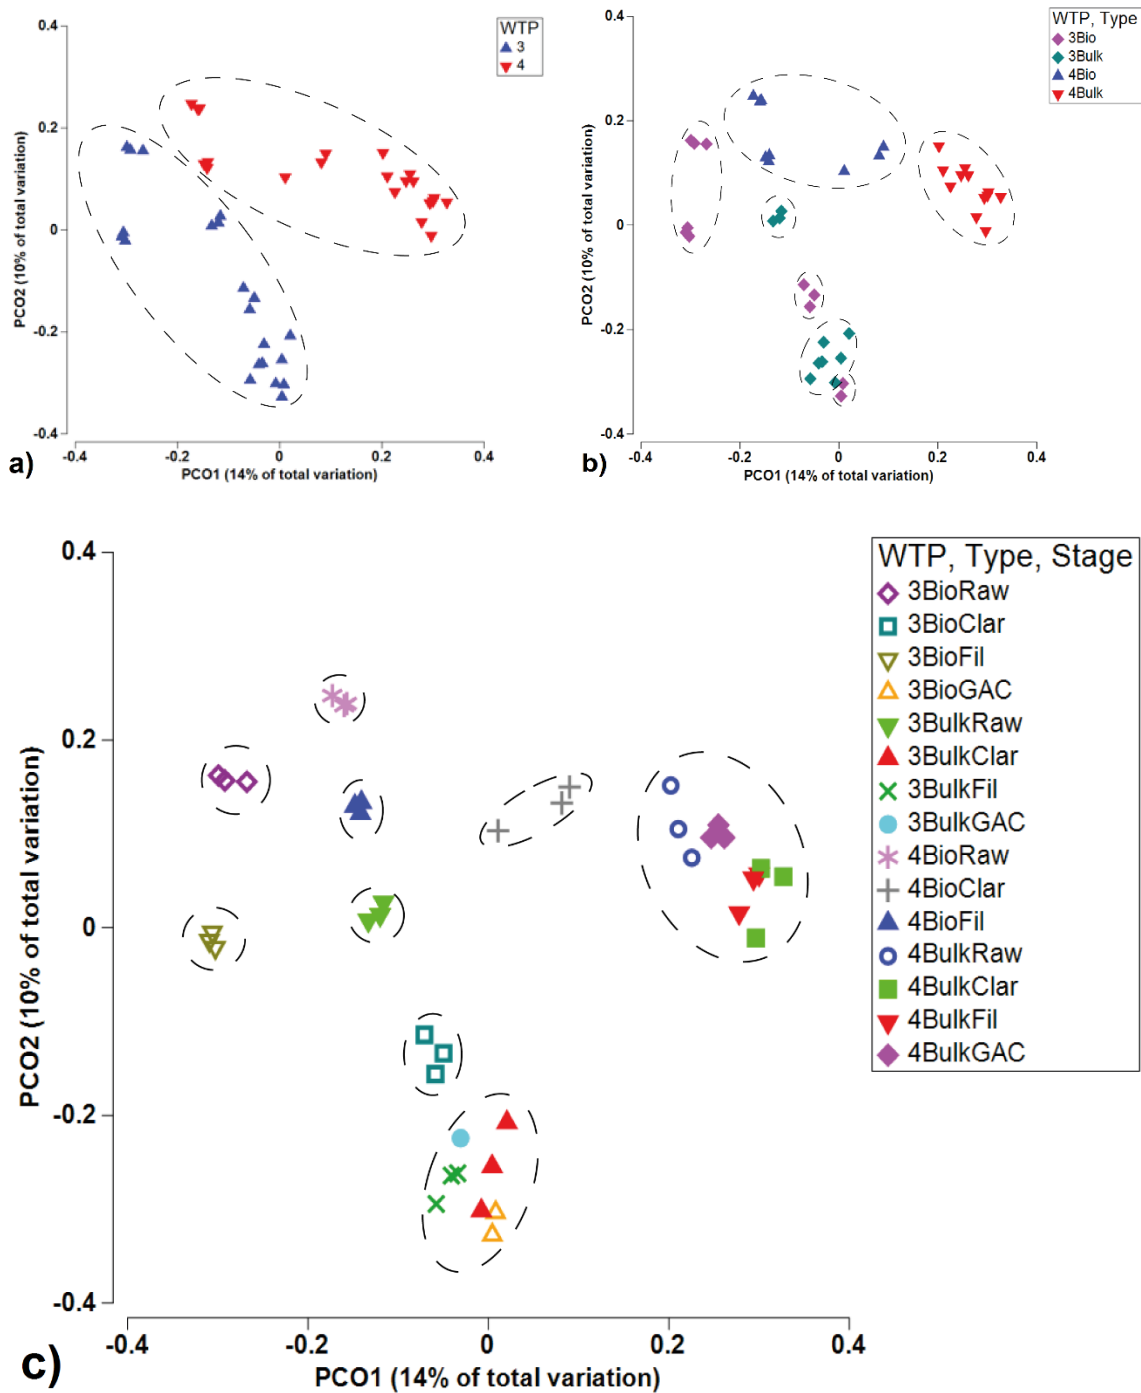 WTP
3
4
0.4
0.2
0
-0.2
-0.4
PCO2 (10% of total variation)
-0.4
-0.2
0
0.2
0.4
PCO1 (14% of total variation)
a)
WTP, Type
3Bio
3Bulk
4Bio
4Bulk
0.4
0.2
0
-0.2
-0.4
PCO2 (10% of total variation)
-0.4
-0.2
0
0.2
0.4
PCO1 (14% of total variation)
b)
WTP, Type, Stage
3BioRaw
3BioClar
3BioFil
3BioGAC
3BulkRaw
3BulkClar
3BulkFil
3BulkGAC
4BioRaw
4BioClar
4BioFil
4BulkRaw
4BulkClar
4BulkFil
4BulkGAC
0.4
0.2
0
-0.2
-0.4
PCO2 (10% of total variation)
-0.4
-0.2
0
0.2
0.4
PCO1 (14% of total variation)
c)